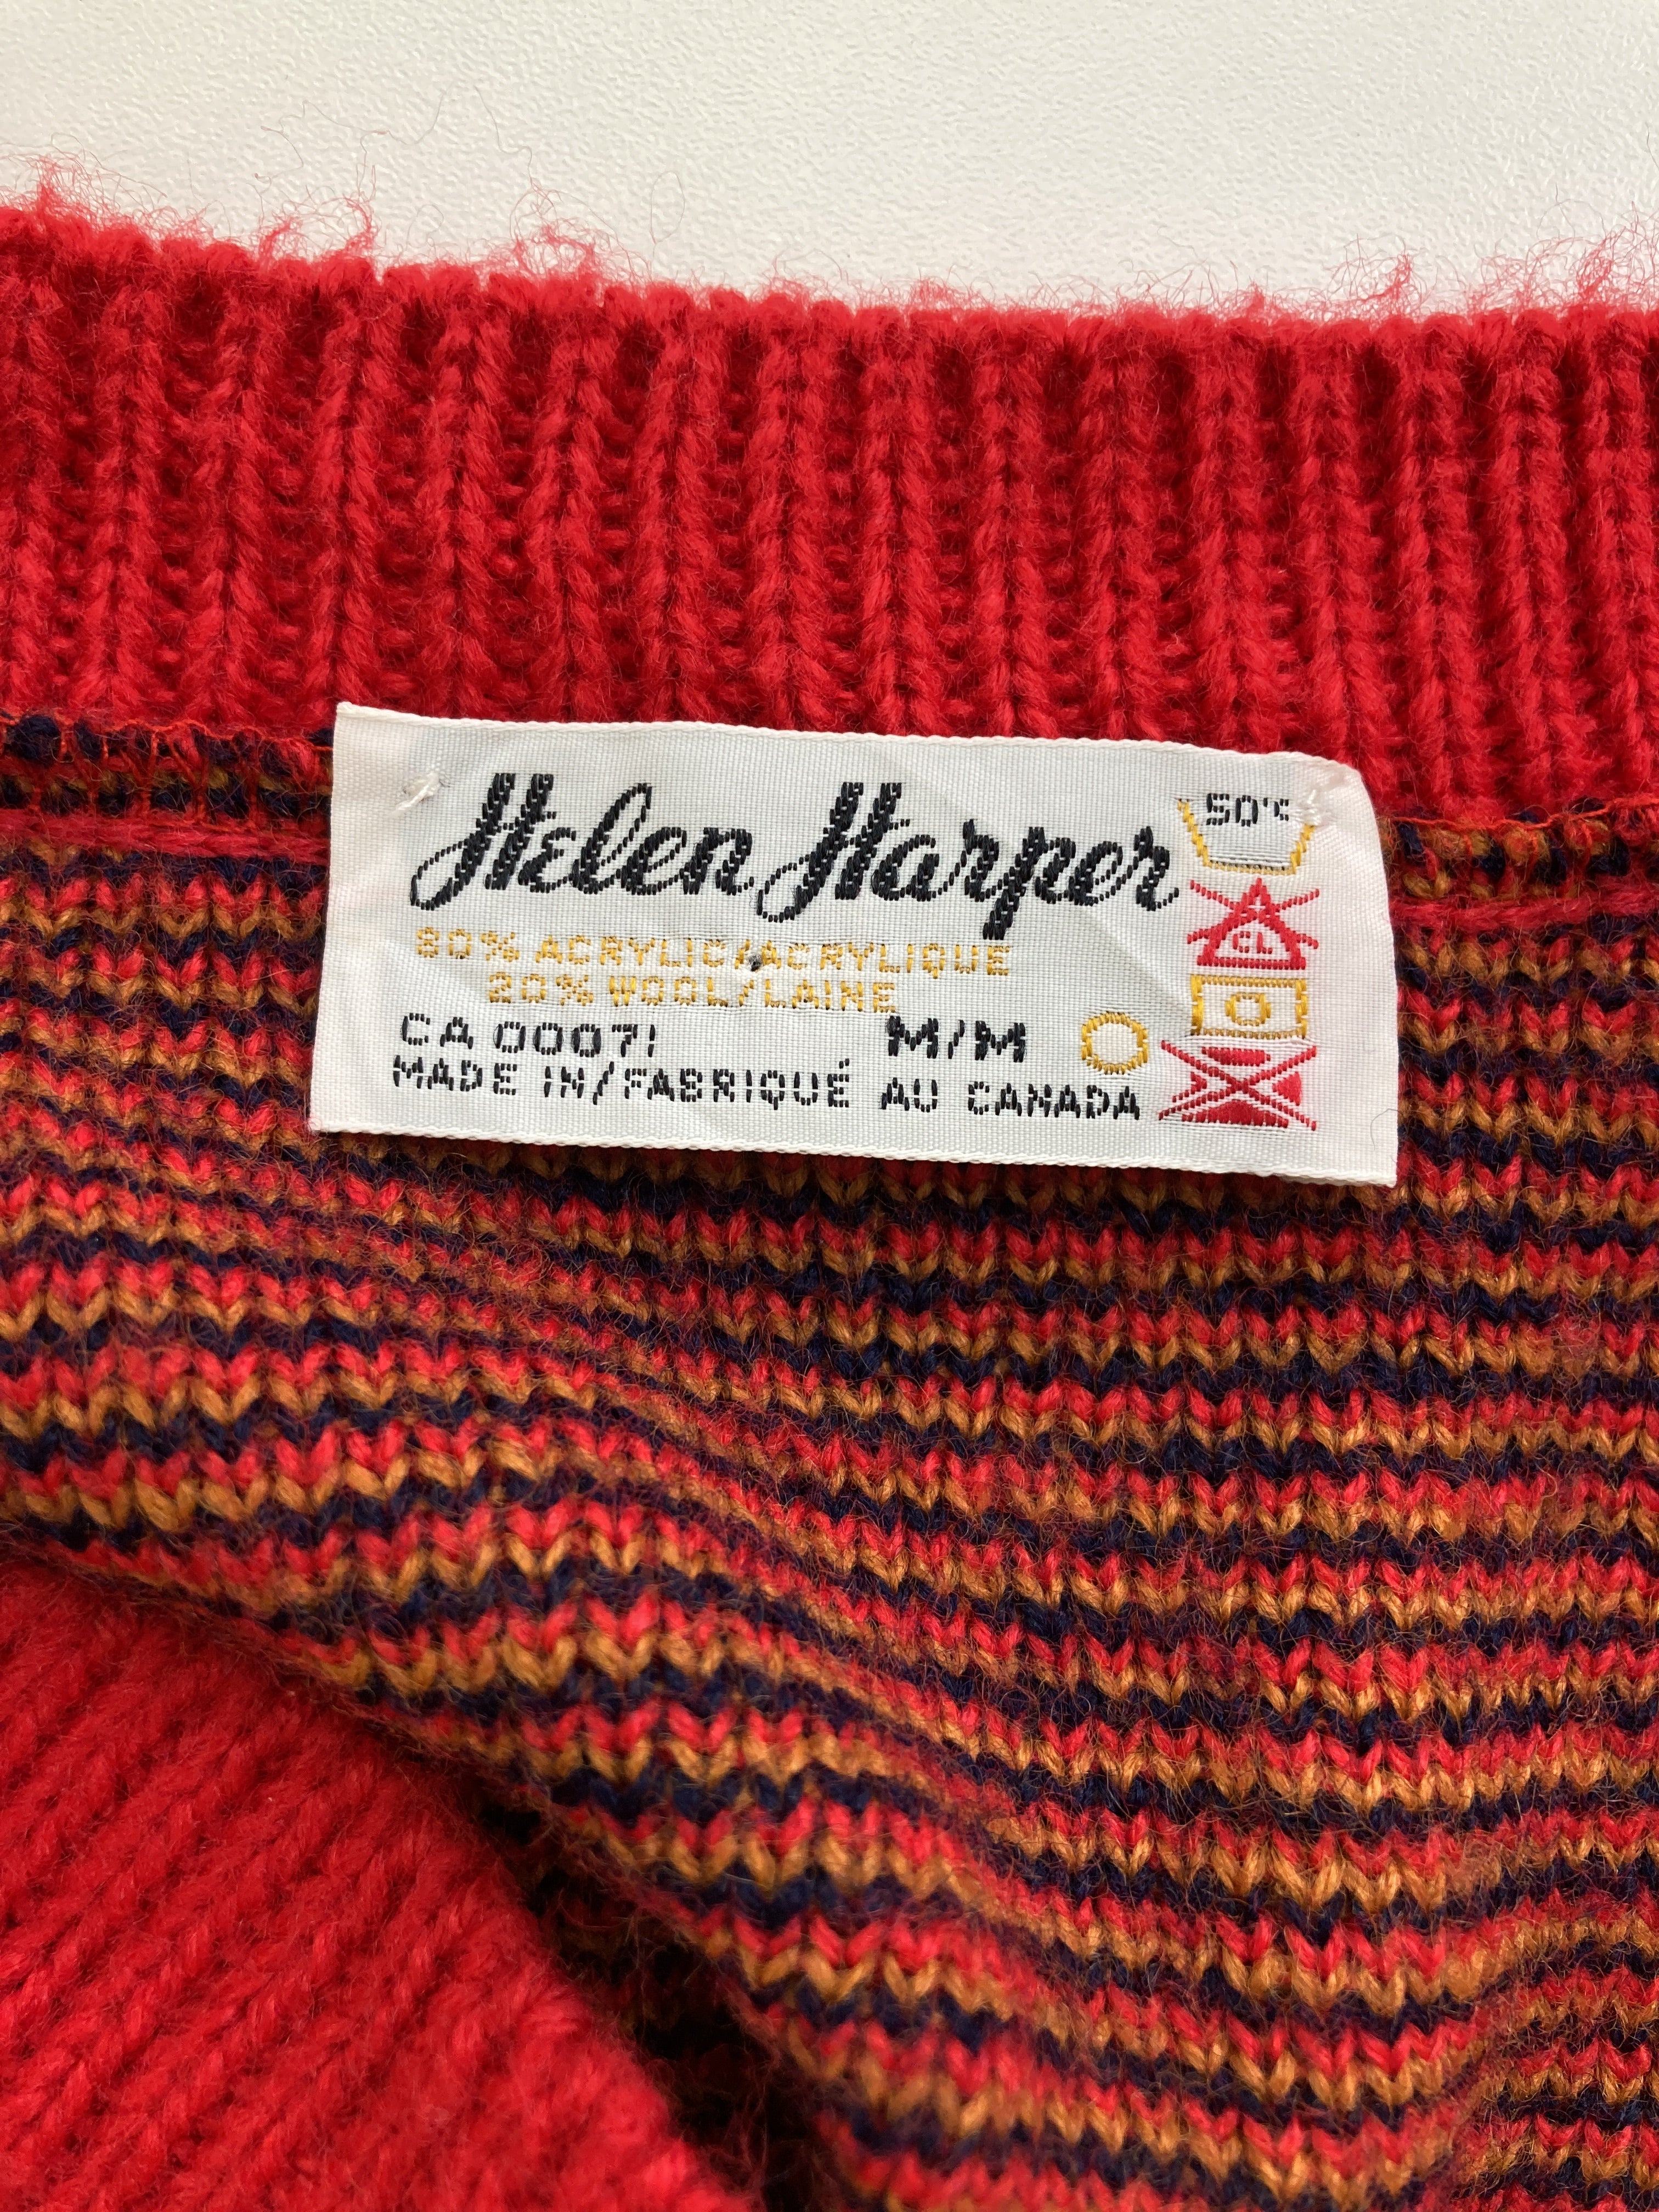 Helen Harper
80% ACRYLIC/ACRYLIQUE
20% WOOL/LAINE
CA 00071 M/M
MADE IN/FABRIQUÉ AU CANADA
50°C
CL